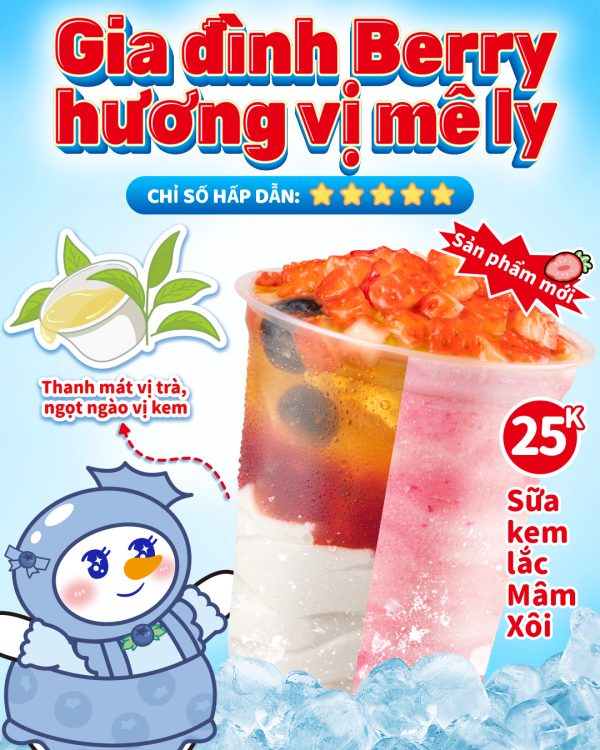 Gia đình Berry
hương vị mê ly
CHỈ SỐ HẤP DẪN:
Sản phẩm mới
Thanh mát vị trà,
ngọt ngào vị kem
25K
Sữa
kem
lắc
Mâm
Xôi